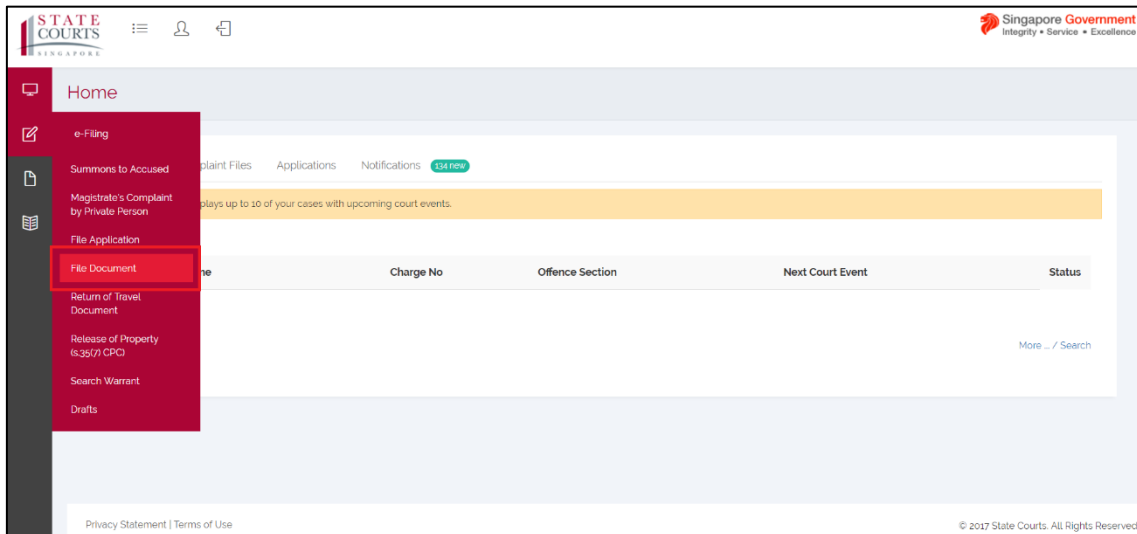 STATE
COURTS
SINGAPORE
Singapore Government
Integrity • Service • Excellence
Home
e-Filing
Summons to Accused
Magistrate's Complaint
by Private Person
File Application
File Document
Return of Travel
Document
Release of Property
(s.35(7) CPC)
Search Warrant
Drafts
plaint Files Applications Notifications 134 new
plays up to 10 of your cases with upcoming court events.
me Charge No Offence Section Next Court Event Status
More ... / Search
Privacy Statement | Terms of Use
© 2017 State Courts. All Rights Reserved